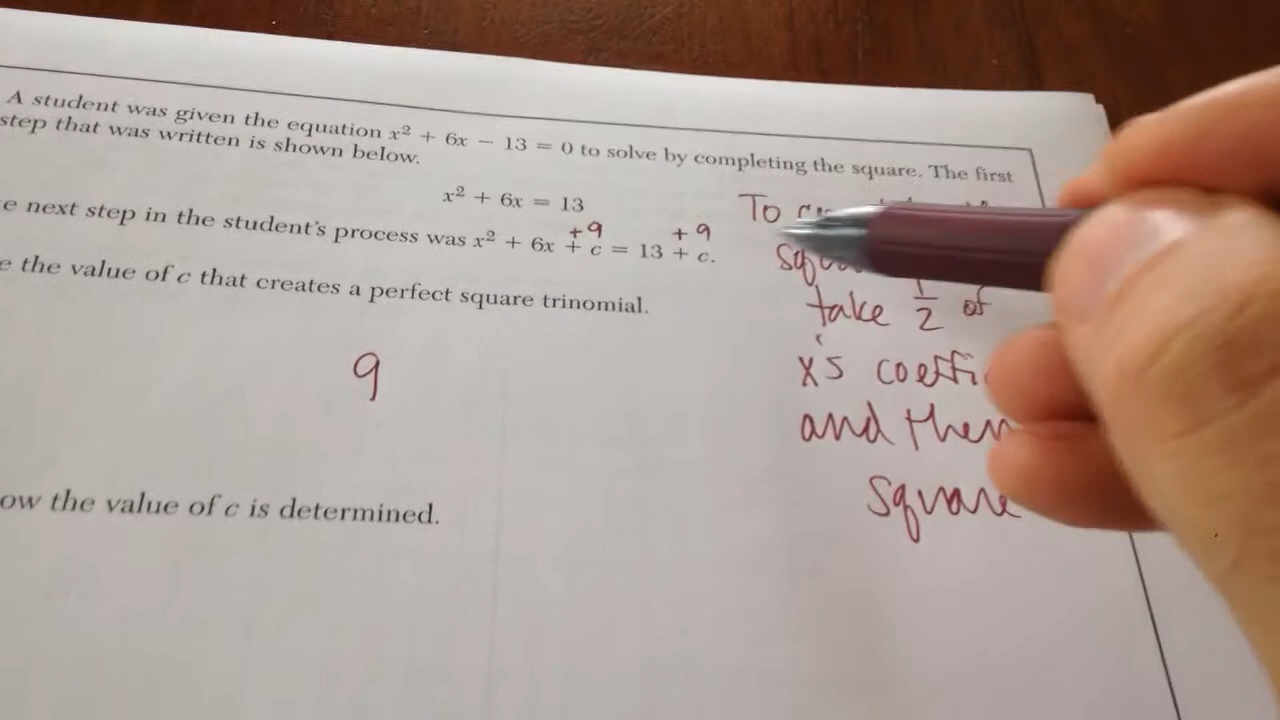 A student was given the equation x² + 6x − 13 = 0 to solve by completing the square. The first
step that was written is shown below.
x² + 6x = 13
+9 +9
next step in the student's process was x² + 6x + c = 13 + c.
the value of c that creates a perfect square trinomial.
9
the value of c is determined.
To
take 1/2 of
x's
and then
square